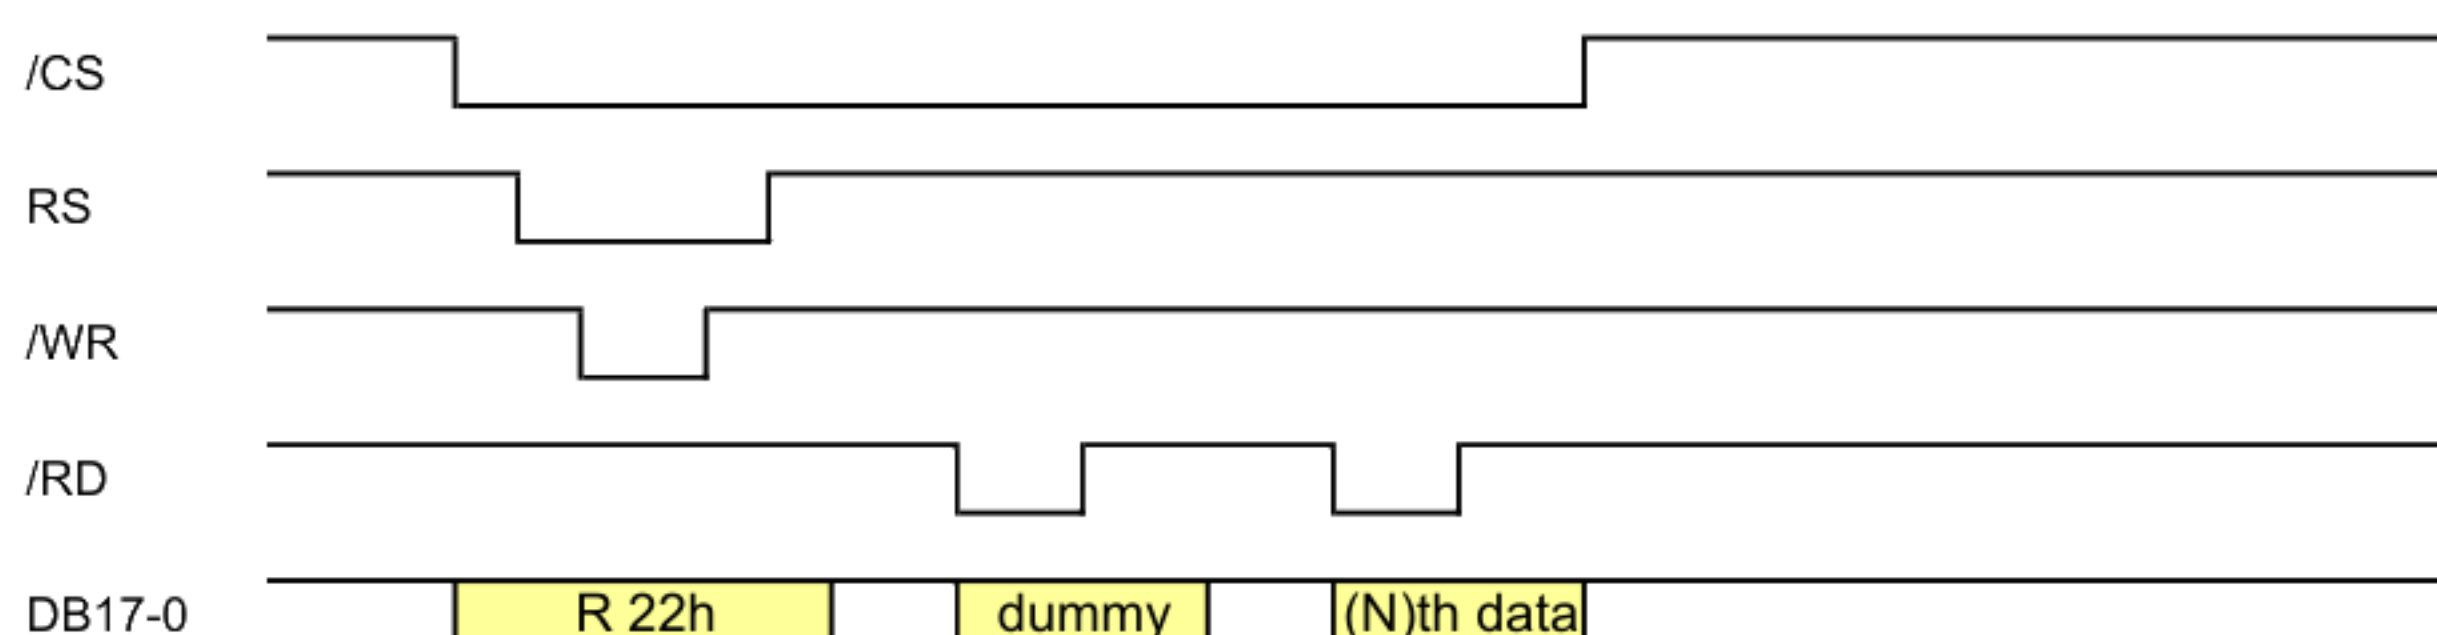 /CS
RS
/WR
/RD
DB17-0 R 22h dummy (N)th data